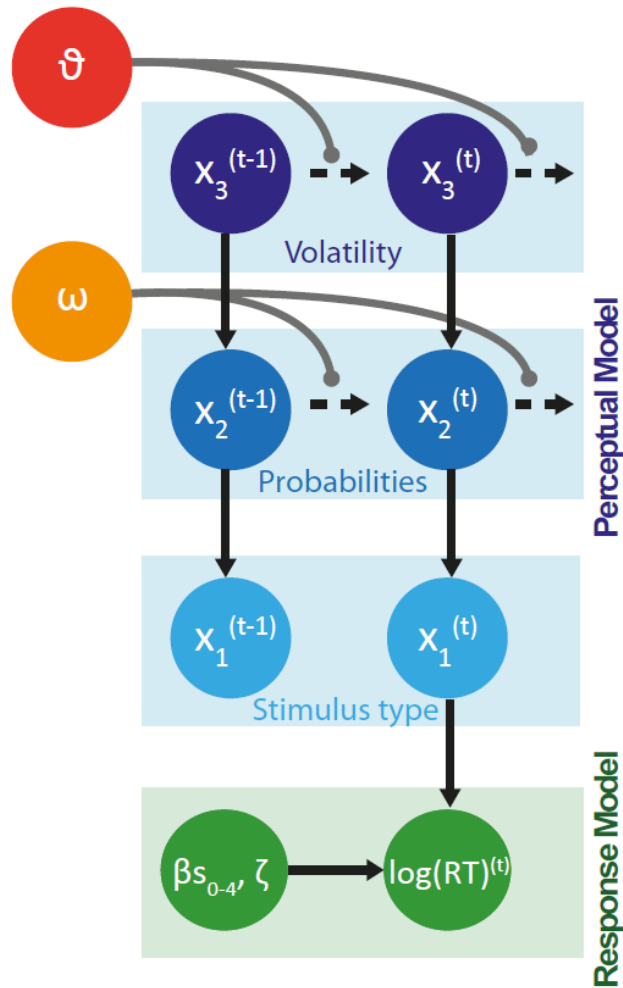 ϑ
x₃⁽ᵗ⁻¹⁾ x₃⁽ᵗ⁾
Volatility
ω
x₂⁽ᵗ⁻¹⁾ x₂⁽ᵗ⁾
Probabilities
Perceptual Model
x₁⁽ᵗ⁻¹⁾ x₁⁽ᵗ⁾
Stimulus type
βs₀₋₄, ζ log(RT)⁽ᵗ⁾
Response Model